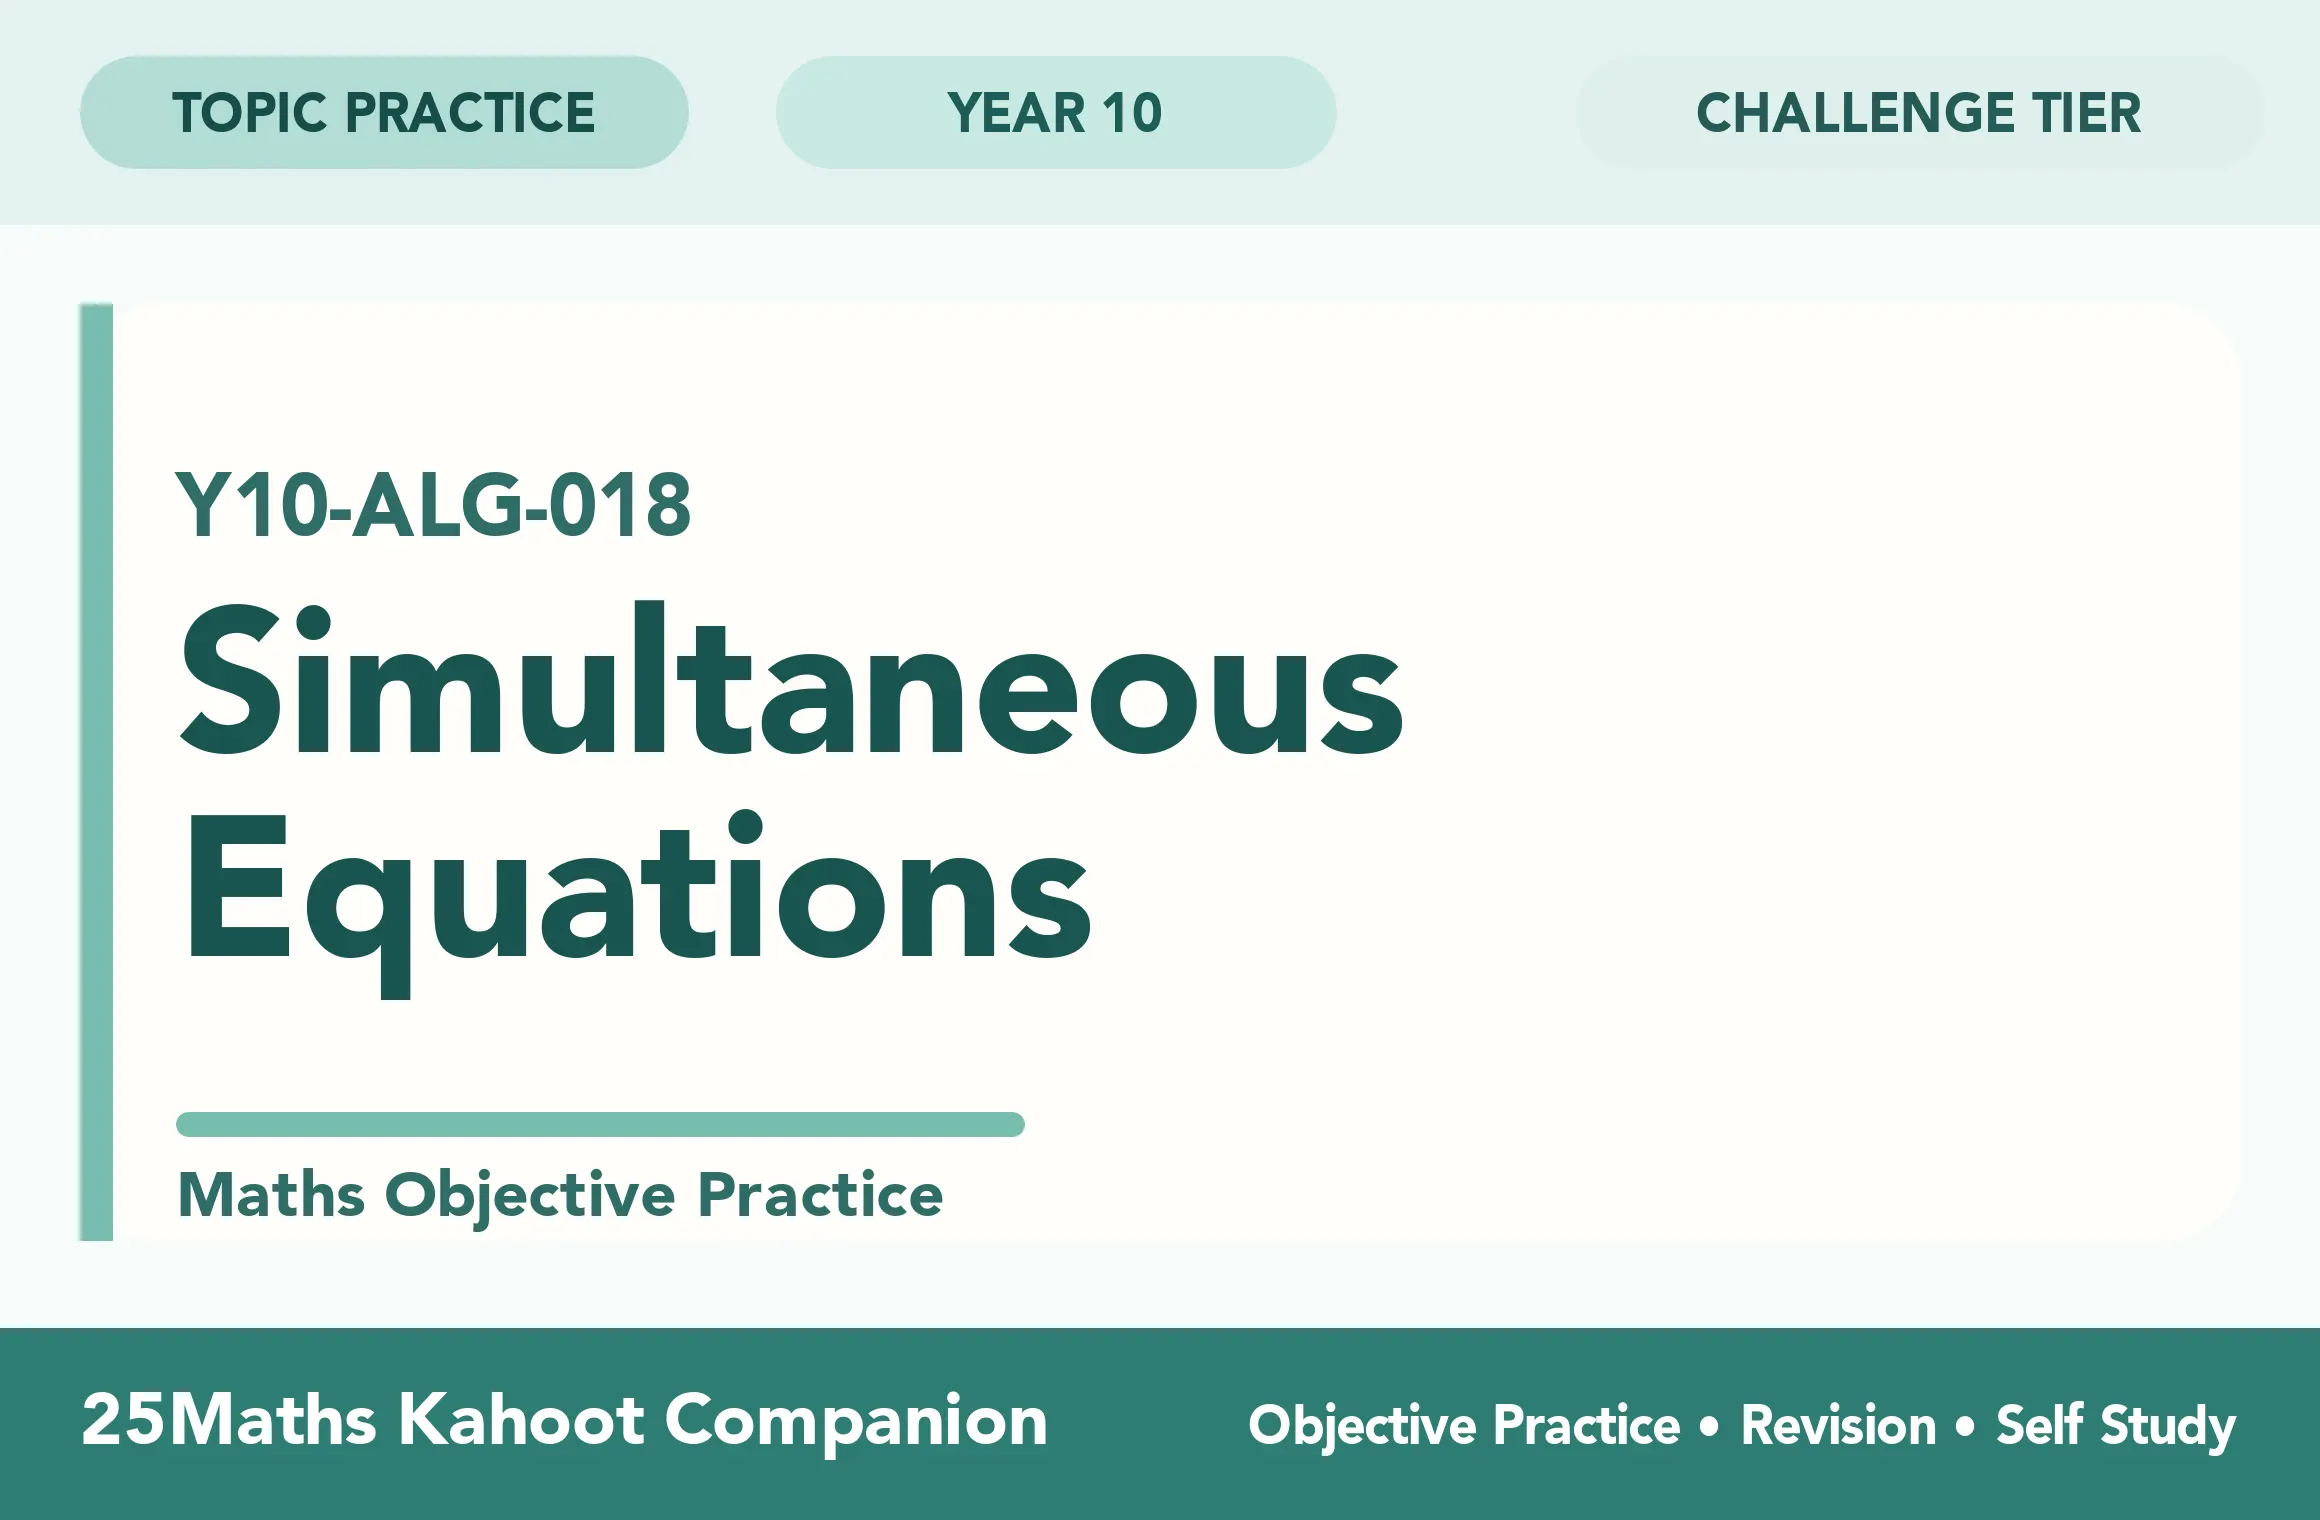 TOPIC PRACTICE
YEAR 10
CHALLENGE TIER
Y10-ALG-018
Simultaneous
Equations
Maths Objective Practice
25Maths Kahoot Companion
Objective Practice • Revision • Self Study